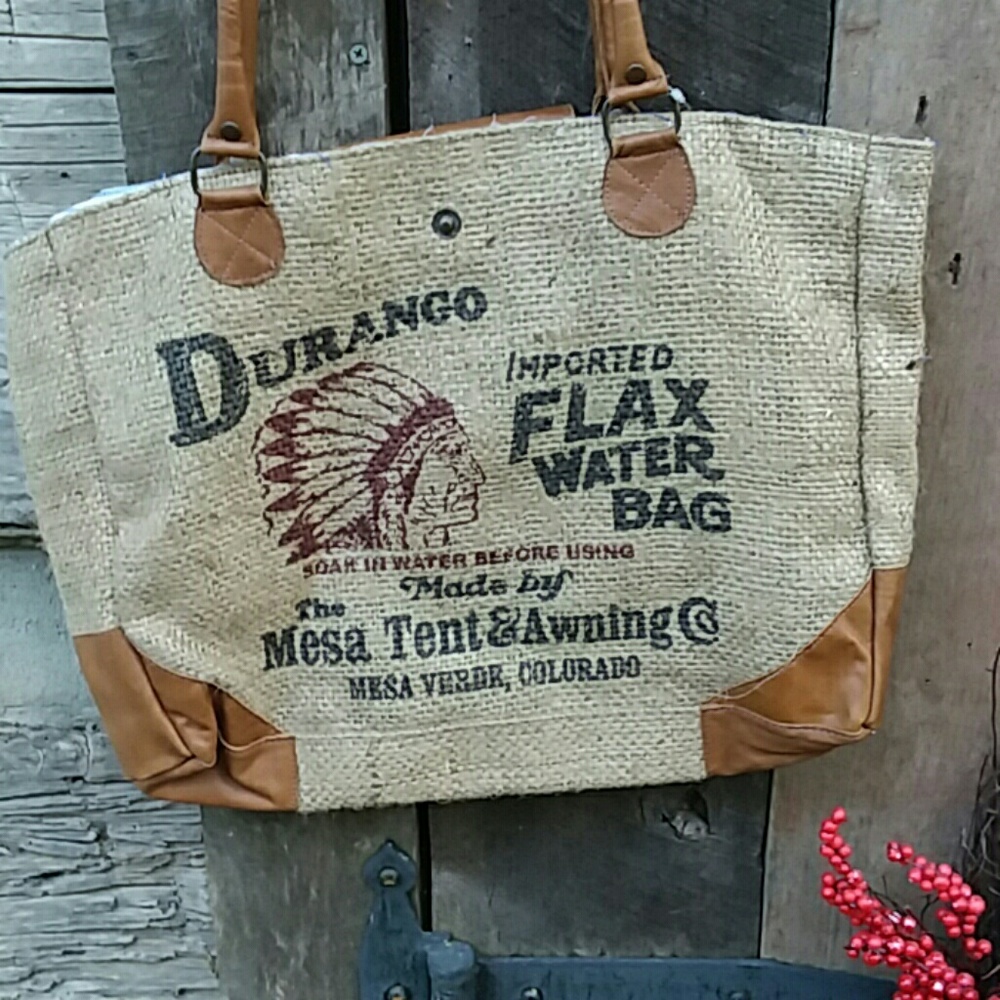 DURANGO
IMPORTED
FLAX
WATER
BAG
SOAK IN WATER BEFORE USING
Made by
The
Mesa Tent & Awning Co
MESA VERDE, COLORADO